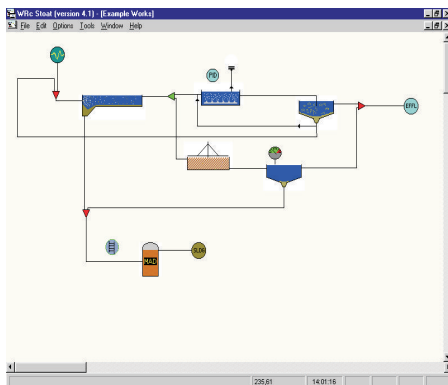 WRc Stoat (version 4.1) - (Example Works)
File Edit Options Tools Window Help
PID
EFFL
MAD
SLDG
235,61 14:01:16